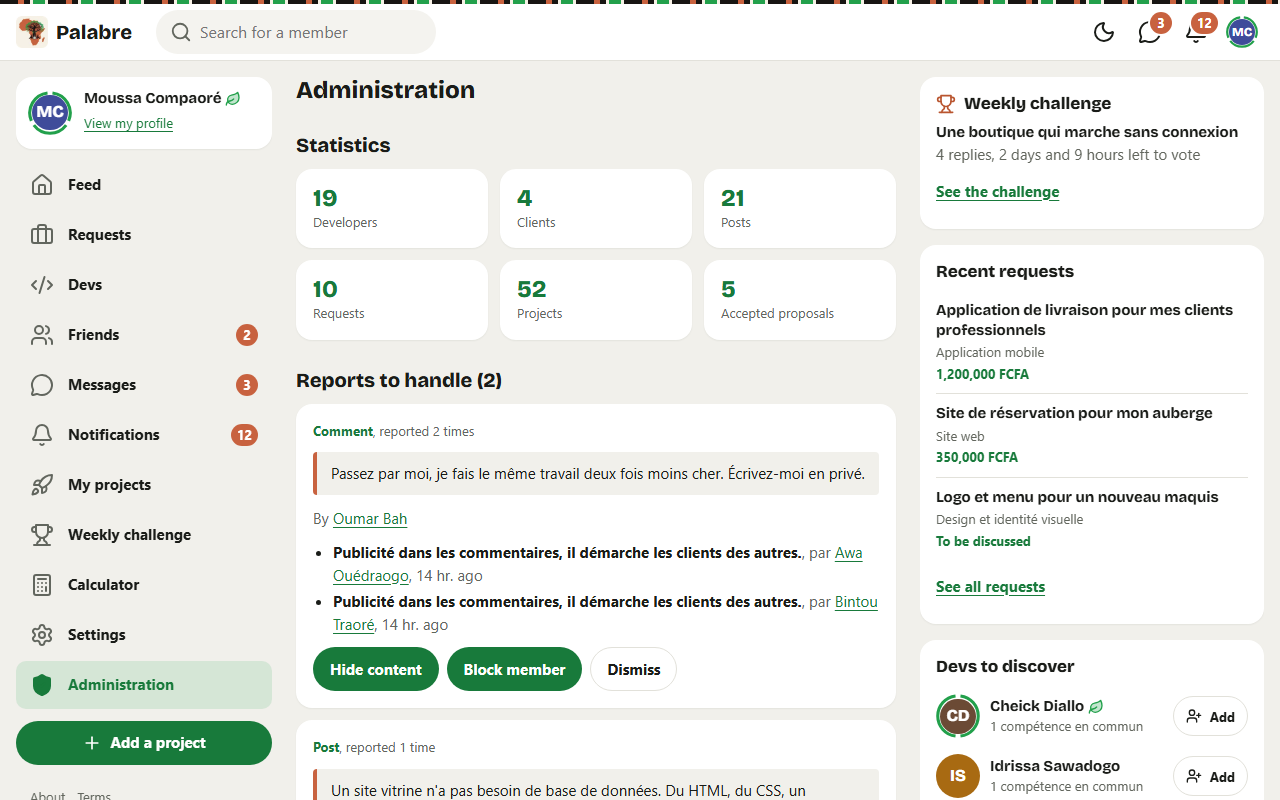 Palabre
Search for a member
3
12
MC
MC
Moussa Compaoré
View my profile
Feed
Requests
Devs
Friends
2
Messages
3
Notifications
12
My projects
Weekly challenge
Calculator
Settings
Administration
Add a project
About Terms
Administration
Statistics
19
Developers
4
Clients
21
Posts
10
Requests
52
Projects
5
Accepted proposals
Reports to handle (2)
Comment, reported 2 times
Passez par moi, je fais le même travail deux fois moins cher. Écrivez-moi en privé.
By Oumar Bah
Publicité dans les commentaires, il démarche les clients des autres., par Awa
Ouédraogo, 14 hr. ago
Publicité dans les commentaires, il démarche les clients des autres., par Bintou
Traoré, 14 hr. ago
Hide content
Block member
Dismiss
Post, reported 1 time
Un site vitrine n'a pas besoin de base de données. Du HTML, du CSS, un
Weekly challenge
Une boutique qui marche sans connexion
4 replies, 2 days and 9 hours left to vote
See the challenge
Recent requests
Application de livraison pour mes clients
professionnels
Application mobile
1,200,000 FCFA
Site de réservation pour mon auberge
Site web
350,000 FCFA
Logo et menu pour un nouveau maquis
Design et identité visuelle
To be discussed
See all requests
Devs to discover
CD
Cheick Diallo
1 compétence en commun
Add
IS
Idrissa Sawadogo
1 compétence en commun
Add